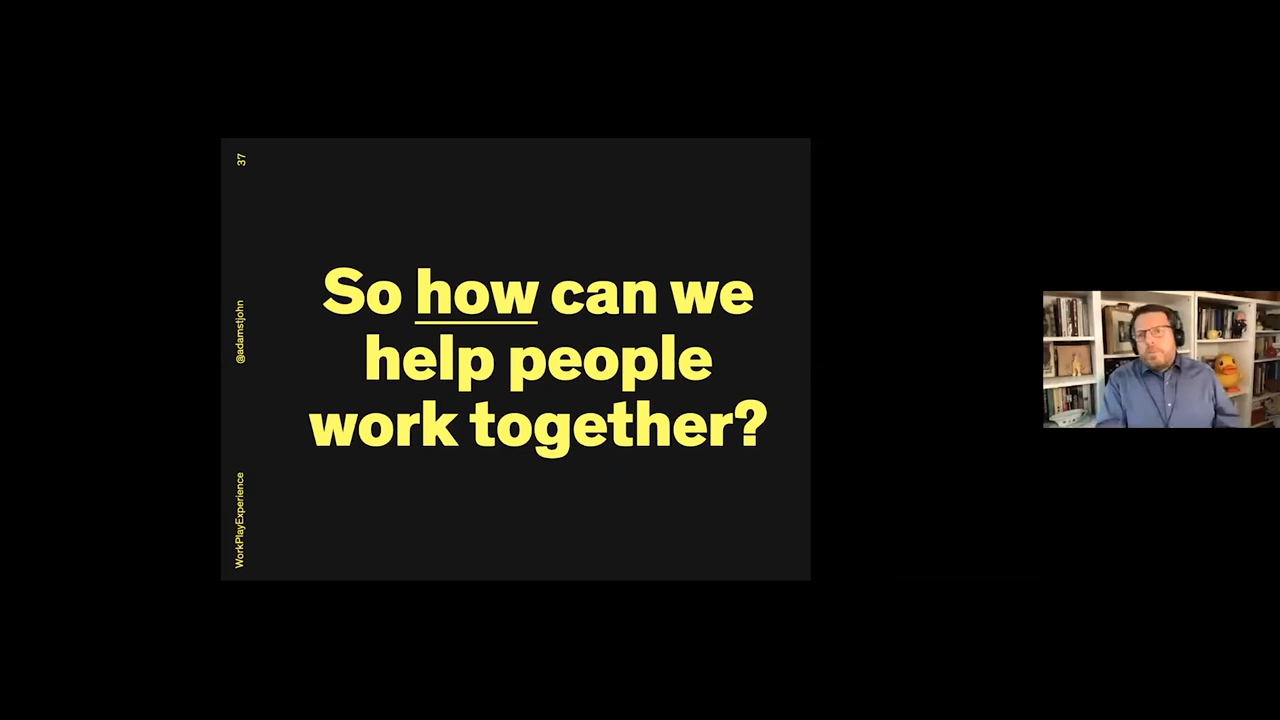 37
@adamstjohn
WorkPlayExperience
So how can we
help people
work together?